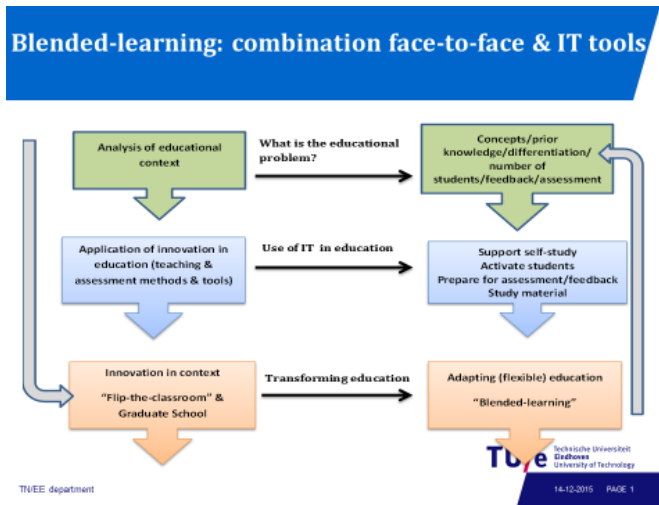 Blended-learning: combination face-to-face & IT tools
Analysis of educational
context
What is the educational
problem?
Concepts/prior
knowledge/differentiation/
number of
students/feedback/assessment
Application of innovation in
education (teaching &
assessment methods & tools)
Use of IT in education
Support self-study
Activate students
Prepare for assessment/feedback
Study material
Innovation in context
"Flip-the-classroom" &
Graduate School
Transforming education
Adapting (flexible) education
"Blended-learning"
TU/e
Technische Universiteit
Eindhoven
University of Technology
TN/EE department
14-12-2015 PAGE 1